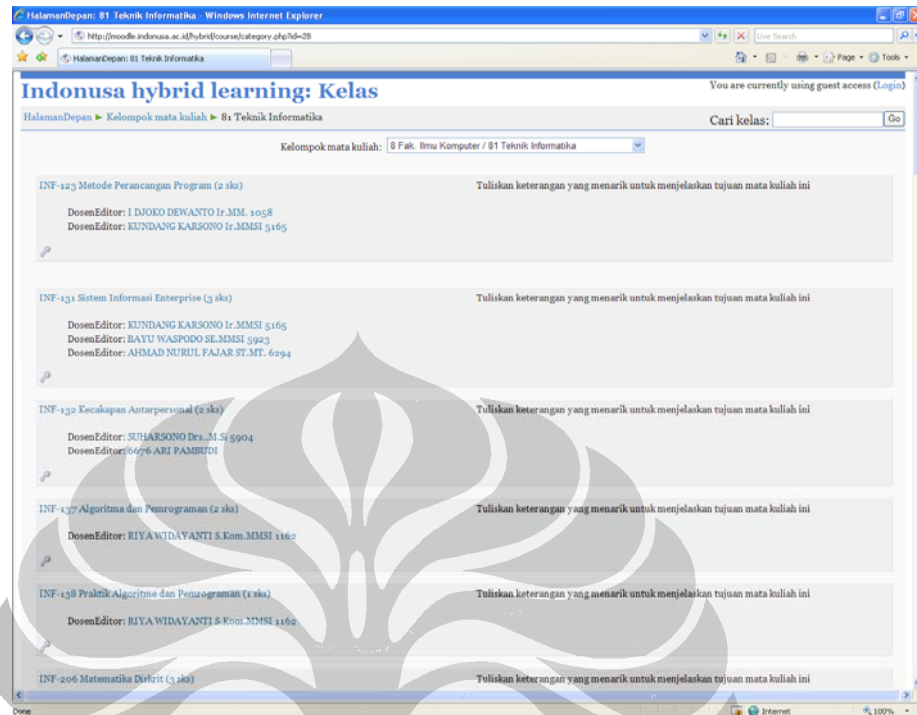 HalamanDepan: 81 Teknik Informatika - Windows Internet Explorer
http://moodle.indonusa.ac.id/hybrid/course/category.php?id=28
Live Search
HalamanDepan: 81 Teknik Informatika
Page
Tools
Indonusa hybrid learning: Kelas
You are currently using guest access (Login)
HalamanDepan ► Kelompok mata kuliah ► 81 Teknik Informatika
Cari kelas:
Go
Kelompok mata kuliah: 8 Fak. Ilmu Komputer / 81 Teknik Informatika
INF-123 Metode Perancangan Program (2 sks)
Tuliskan keterangan yang menarik untuk menjelaskan tujuan mata kuliah ini
DosenEditor: I DJOKO DEWANTO Ir.MM. 1058
DosenEditor: KUNDANG KARSONO Ir.MMSI 5165
INF-131 Sistem Informasi Enterprise (3 sks)
Tuliskan keterangan yang menarik untuk menjelaskan tujuan mata kuliah ini
DosenEditor: KUNDANG KARSONO Ir.MMSI 5165
DosenEditor: BAYU WASPODO SE.MMSI 5923
DosenEditor: AHMAD NURUL FAJAR ST.MT. 6294
INF-132 Kecakapan Antarpersonal (2 sks)
Tuliskan keterangan yang menarik untuk menjelaskan tujuan mata kuliah ini
DosenEditor: SUHARSONO Drs..M.Si 5904
DosenEditor: 6676 ARI PAMBUDI
INF-137 Algoritma dan Pemrograman (2 sks)
Tuliskan keterangan yang menarik untuk menjelaskan tujuan mata kuliah ini
DosenEditor: RIYA WIDAYANTI S.Kom.MMSI 1162
INF-138 Praktik Algoritme dan Pemrograman (1 sks)
Tuliskan keterangan yang menarik untuk menjelaskan tujuan mata kuliah ini
DosenEditor: RIYA WIDAYANTI S.Kom.MMSI 1162
INF-206 Matematika Diskrit (3 sks)
Tuliskan keterangan yang menarik untuk menjelaskan tujuan mata kuliah ini
Done
Internet
100%